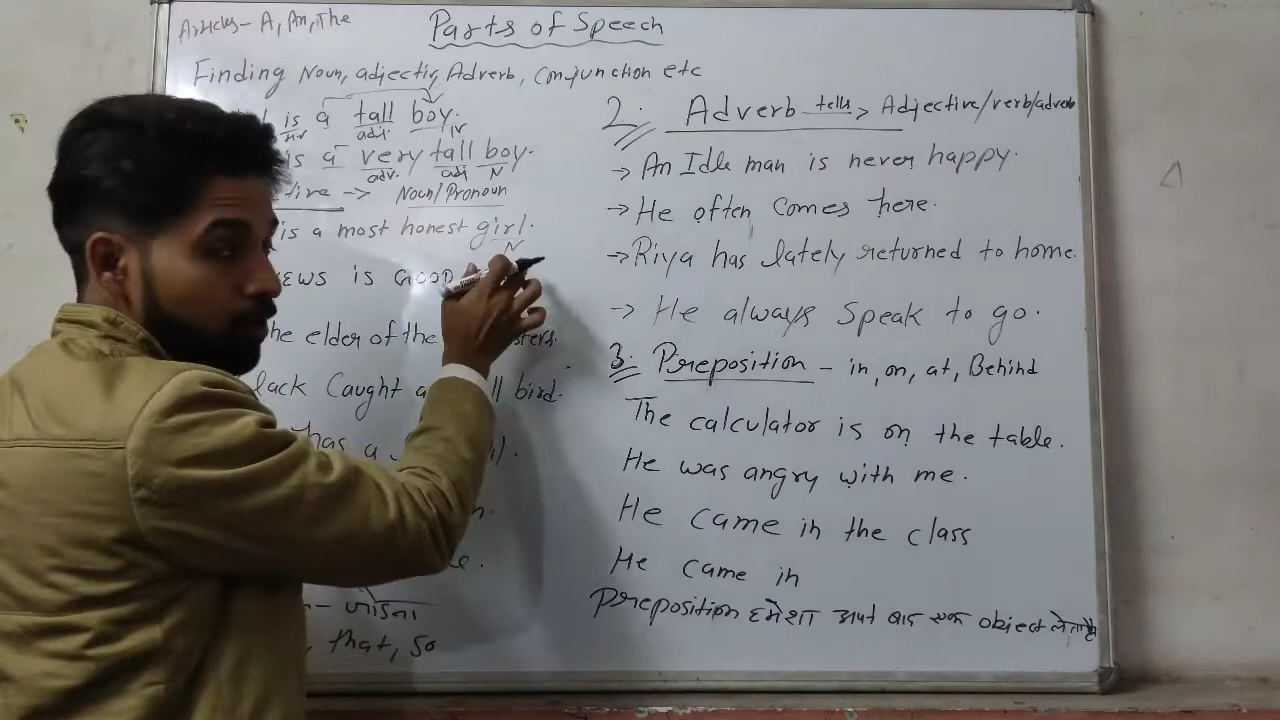 Articles - A, An, The
Parts of Speech
Finding Noun, adjectiv, Adverb, Conjunction etc
is a tall boy.
adj.
is a very tall boy.
adv. adj N
tive --> Noun/Pronoun
is a most honest girl.
N
ews is Good
he elder of the sters.
lack Caught a ll bird.
has a
that, So
2. Adverb tells > Adjective/verb/adverb
→ An Idle man is never happy.
→ He often Comes here.
→ Riya has lately returned to home.
→ He always Speak to go.
3. Preposition - in, on, at, Behind
The calculator is on the table.
He was angry with me.
He came in the class
He came in
Preposition हमेशा अपने बाद एक object लेता है